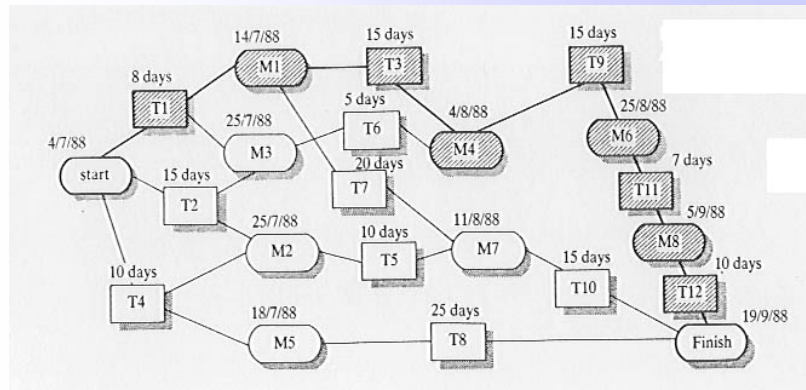 14/7/88
15 days
15 days
8 days
M1
T3
T9
25/7/88
5 days
4/8/88
25/8/88
T1
T6
M6
4/7/88
M3
M4
start
15 days
20 days
7 days
T2
T7
T11
25/7/88
10 days
11/8/88
5/9/88
M2
T5
M7
15 days
M8
10 days
T4
T10
10 days
T12
18/7/88
25 days
19/9/88
M5
T8
Finish